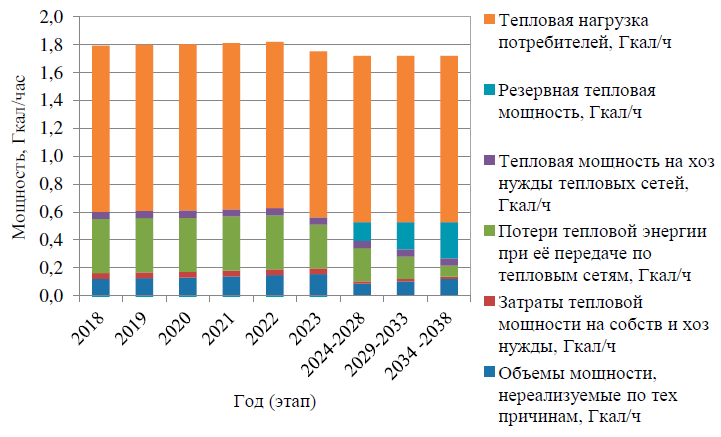 Мощность, Гкал/час
2,0
1,8
1,6
1,4
1,2
1,0
0,8
0,6
0,4
0,2
0,0
2018
2019
2020
2021
2022
2023
2024-2028
2029-2033
2034 -2038
Год (этап)
Тепловая нагрузка
потребителей, Гкал/ч
Резервная тепловая
мощность, Гкал/ч
Тепловая мощность на хоз
нужды тепловых сетей,
Гкал/ч
Потери тепловой энергии
при её передаче по
тепловым сетям, Гкал/ч
Затраты тепловой
мощности на собств и хоз
нужды, Гкал/ч
Объемы мощности,
нереализуемые по тех
причинам, Гкал/ч